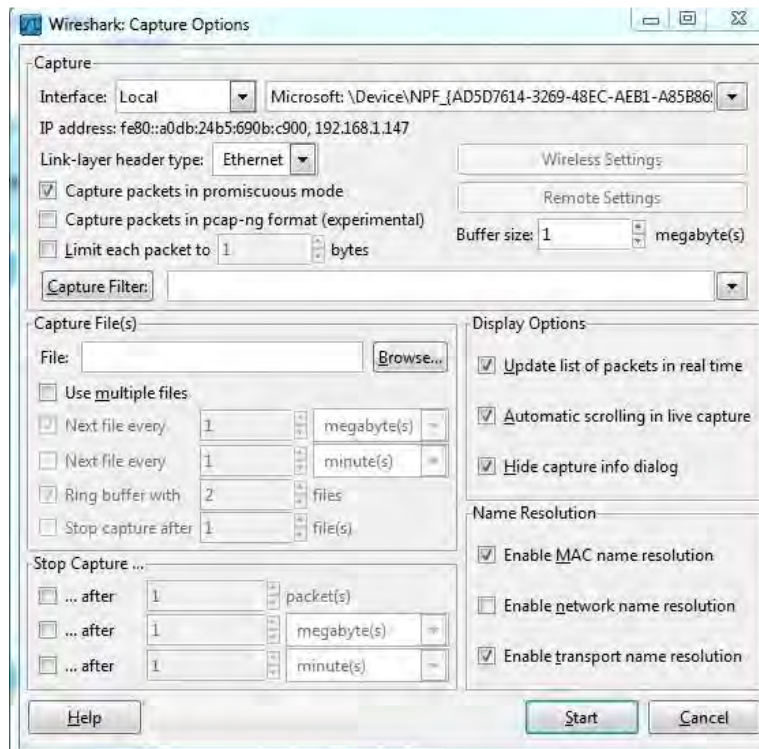 Wireshark: Capture Options
Capture
Interface: Local Microsoft: \Device\NPF_{AD5D7614-3269-48EC-AEB1-A85B869
IP address: fe80::a0db:24b5:690b:c900, 192.168.1.147
Link-layer header type: Ethernet Wireless Settings
Capture packets in promiscuous mode Remote Settings
Capture packets in pcap-ng format (experimental)
Limit each packet to 1 bytes Buffer size: 1 megabyte(s)
Capture Filter:
Capture File(s)
File: Browse...
Use multiple files
Next file every 1 megabyte(s)
Next file every 1 minute(s)
Ring buffer with 2 files
Stop capture after 1 file(s)
Stop Capture ...
... after 1 packet(s)
... after 1 megabyte(s)
... after 1 minute(s)
Display Options
Update list of packets in real time
Automatic scrolling in live capture
Hide capture info dialog
Name Resolution
Enable MAC name resolution
Enable network name resolution
Enable transport name resolution
Help Start Cancel